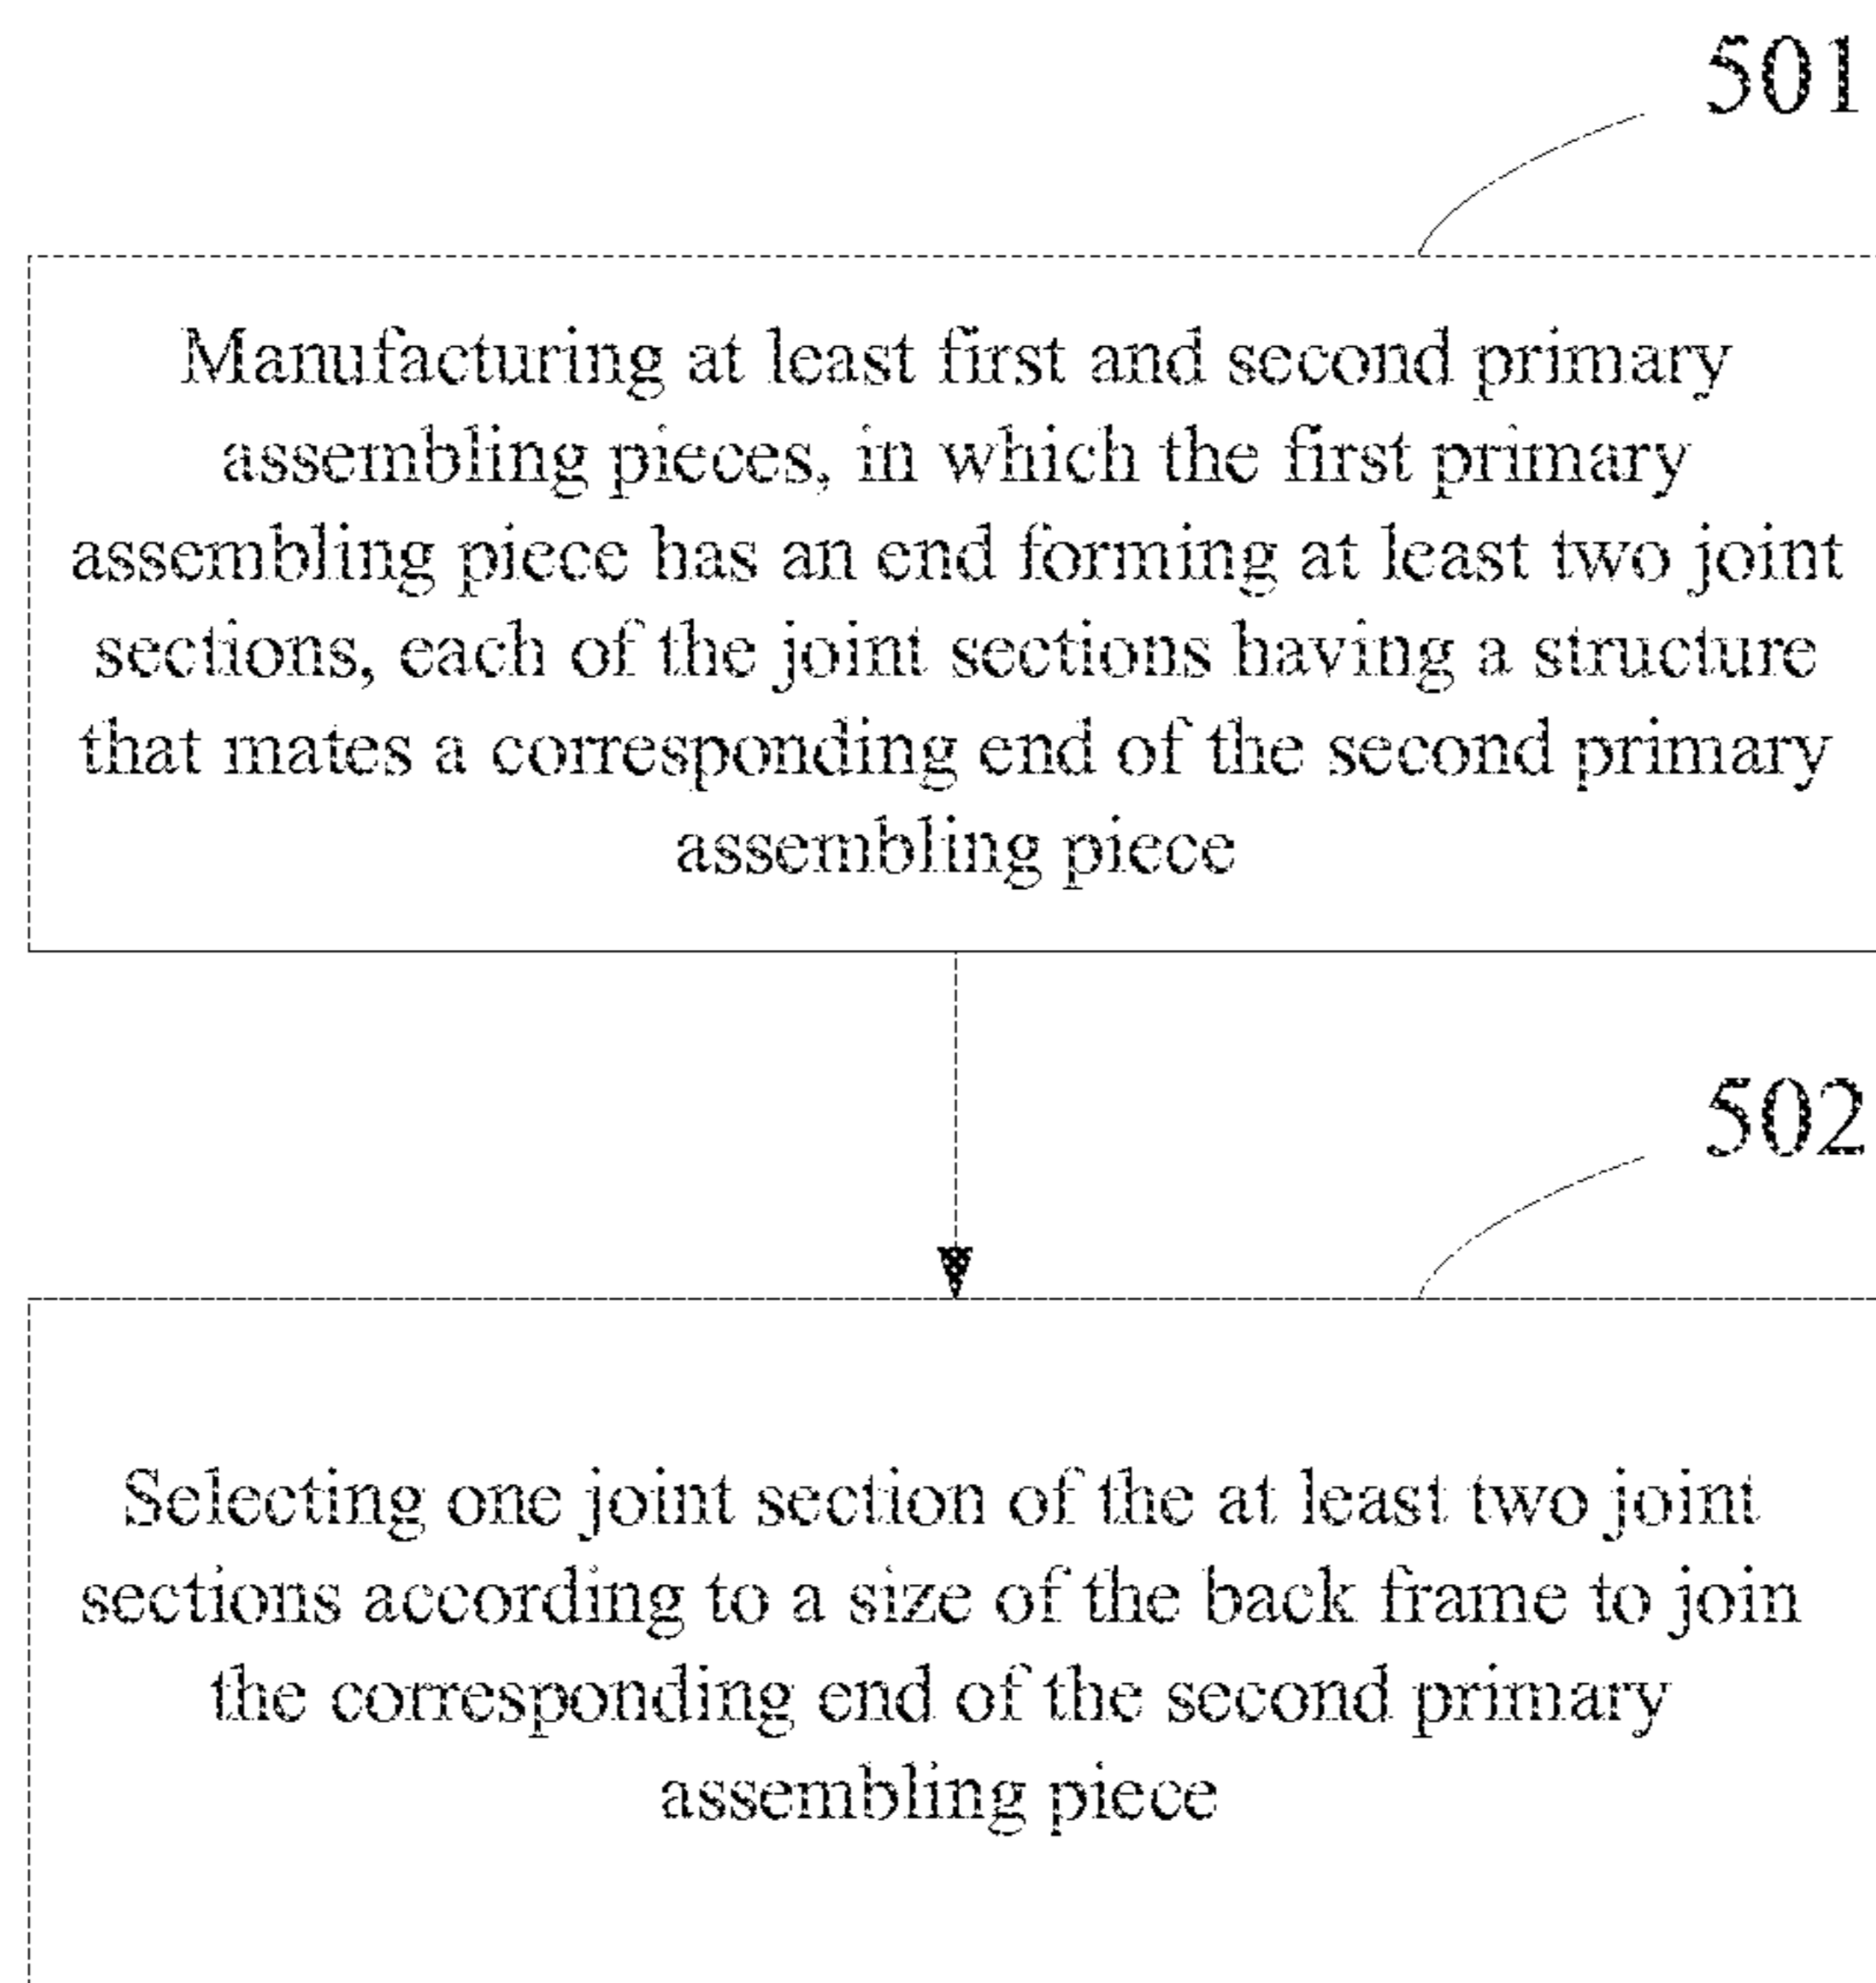 501
Manufacturing at least first and second primary
assembling pieces, in which the first primary
assembling piece has an end forming at least two joint
sections, each of the joint sections having a structure
that mates a corresponding end of the second primary
assembling piece
502
Selecting one joint section of the at least two joint
sections according to a size of the back frame to join
the corresponding end of the second primary
assembling piece